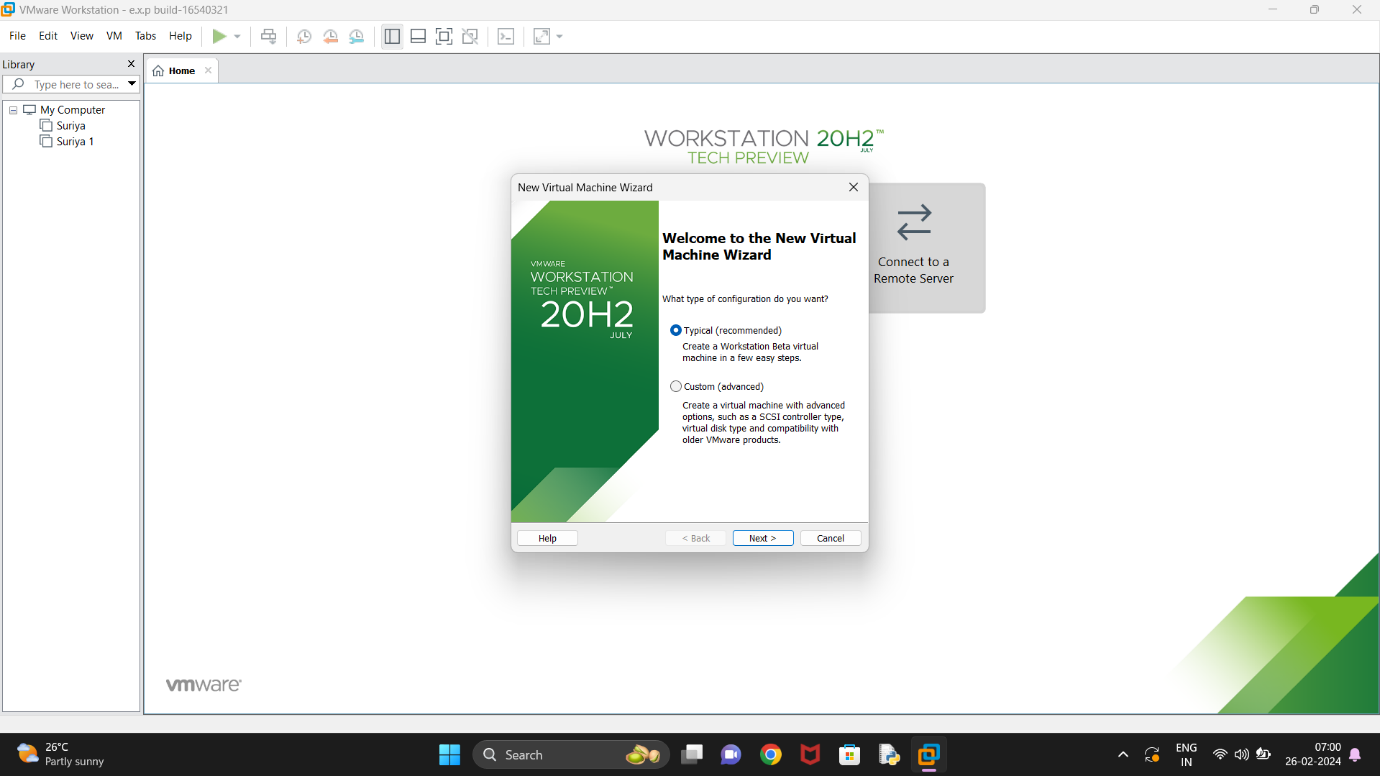 VMware Workstation - e.x.p build-16540321
File Edit View VM Tabs Help
Library
Type here to sea...
My Computer
Suriya
Suriya 1
Home
WORKSTATION 20H2™
JULY
TECH PREVIEW
New Virtual Machine Wizard
VMWARE
WORKSTATION
TECH PREVIEW™
20H2
JULY
Welcome to the New Virtual
Machine Wizard
What type of configuration do you want?
Typical (recommended)
Create a Workstation Beta virtual
machine in a few easy steps.
Custom (advanced)
Create a virtual machine with advanced
options, such as a SCSI controller type,
virtual disk type and compatibility with
older VMware products.
Help < Back Next > Cancel
Connect to a
Remote Server
vmware®
26°C
Partly sunny
Search
ENG
IN
07:00
26-02-2024